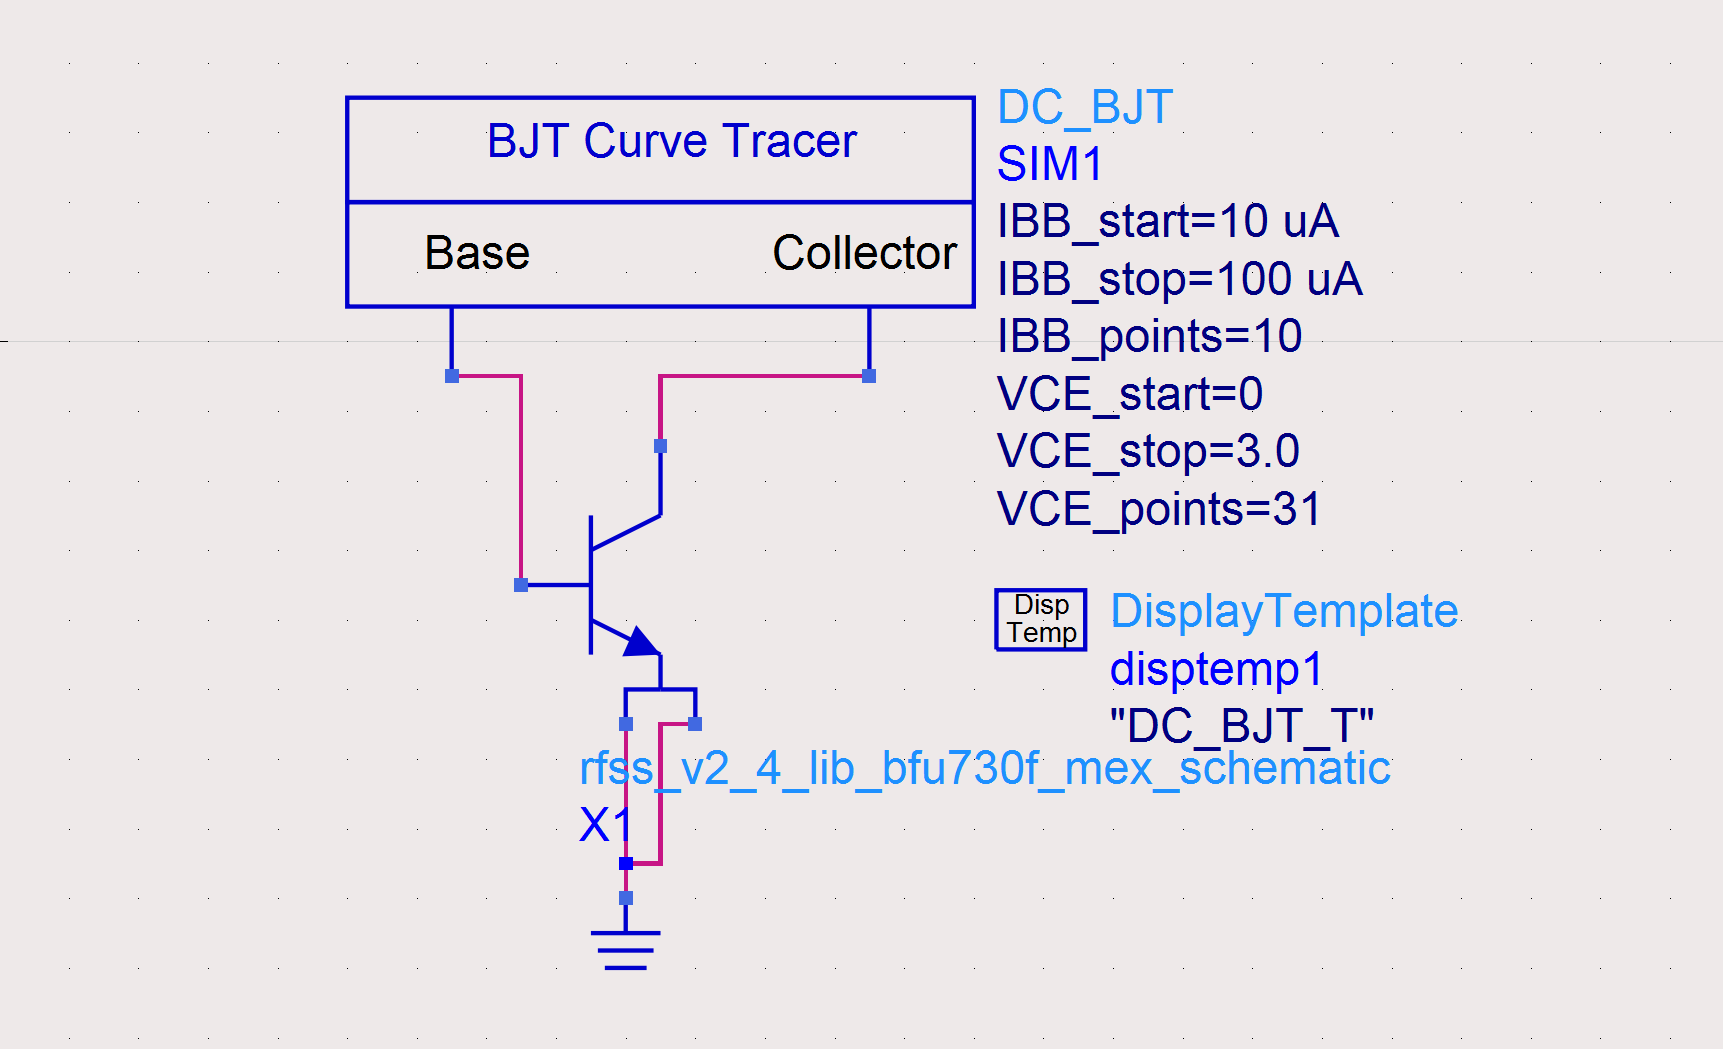 BJT Curve Tracer
Base
Collector
DC_BJT
SIM1
IBB_start=10 uA
IBB_stop=100 uA
IBB_points=10
VCE_start=0
VCE_stop=3.0
VCE_points=31
Disp
Temp
DisplayTemplate
disptemp1
"DC_BJT_T"
rfss_v2_4_lib_bfu730f_mex_schematic
X1